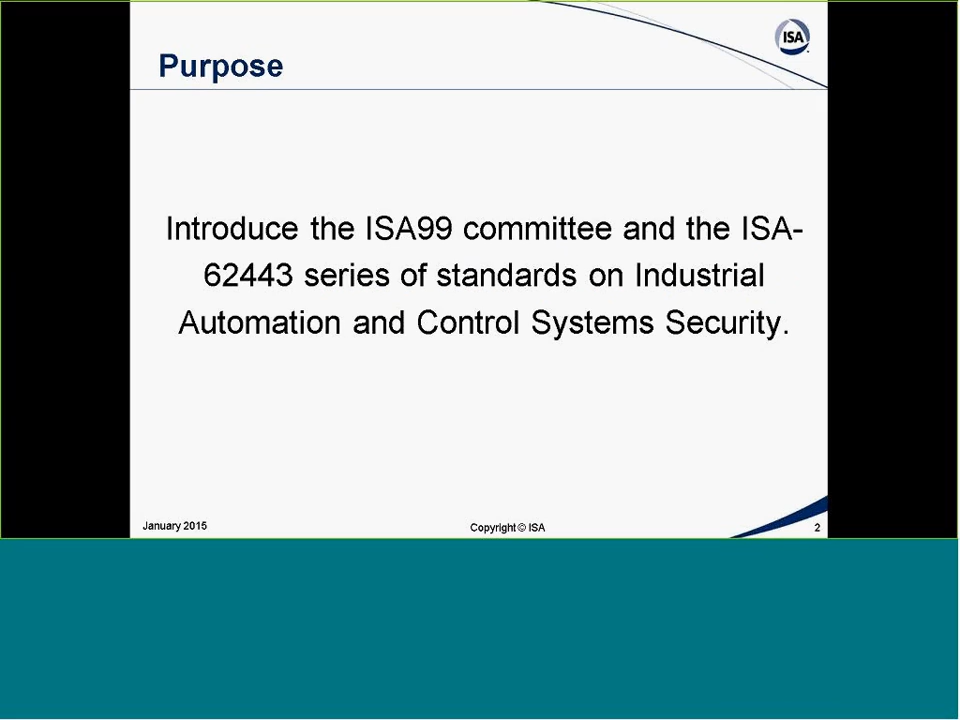 ISA
Purpose
Introduce the ISA99 committee and the ISA-
62443 series of standards on Industrial
Automation and Control Systems Security.
January 2015
Copyright © ISA
2